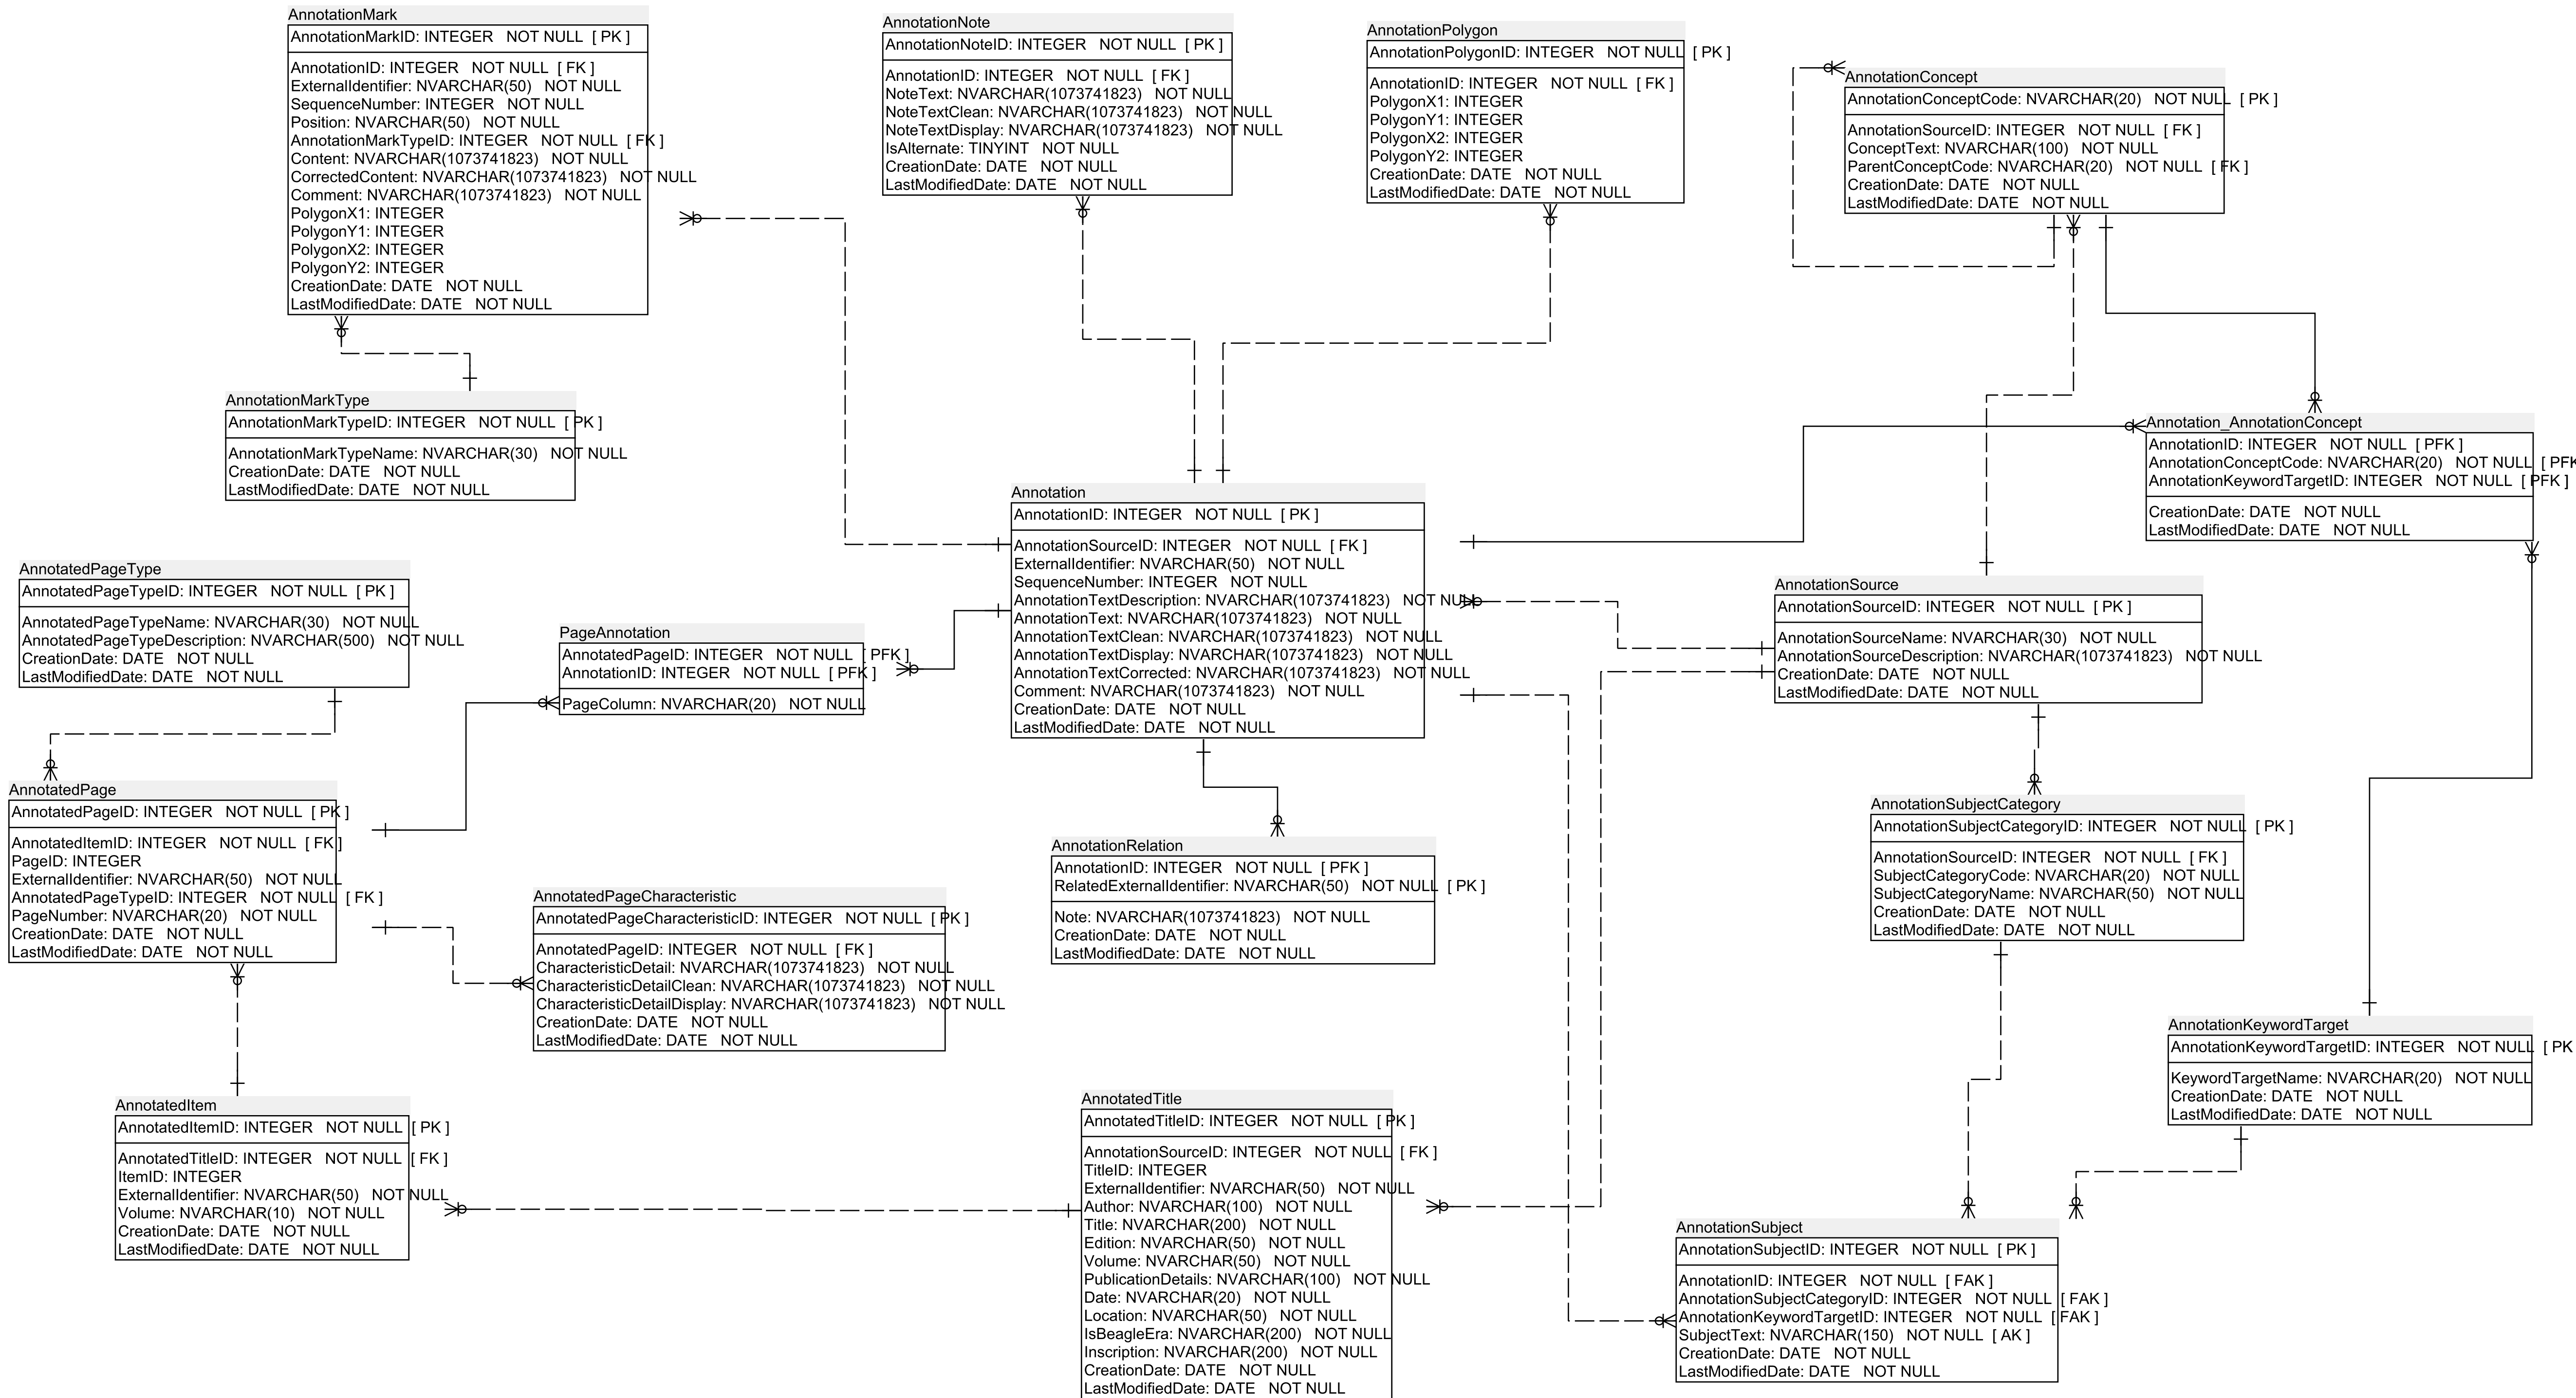 AnnotationMark
AnnotationMarkID: INTEGER NOT NULL [ PK ]
AnnotationID: INTEGER NOT NULL [ FK ]
ExternalIdentifier: NVARCHAR(50) NOT NULL
SequenceNumber: INTEGER NOT NULL
Position: NVARCHAR(50) NOT NULL
AnnotationMarkTypeID: INTEGER NOT NULL [ FK ]
Content: NVARCHAR(1073741823) NOT NULL
CorrectedContent: NVARCHAR(1073741823) NOT NULL
Comment: NVARCHAR(1073741823) NOT NULL
PolygonX1: INTEGER
PolygonY1: INTEGER
PolygonX2: INTEGER
PolygonY2: INTEGER
CreationDate: DATE NOT NULL
LastModifiedDate: DATE NOT NULL
AnnotationNote
AnnotationNoteID: INTEGER NOT NULL [ PK ]
AnnotationID: INTEGER NOT NULL [ FK ]
NoteText: NVARCHAR(1073741823) NOT NULL
NoteTextClean: NVARCHAR(1073741823) NOT NULL
NoteTextDisplay: NVARCHAR(1073741823) NOT NULL
IsAlternate: TINYINT NOT NULL
CreationDate: DATE NOT NULL
LastModifiedDate: DATE NOT NULL
AnnotationPolygon
AnnotationPolygonID: INTEGER NOT NULL [ PK ]
AnnotationID: INTEGER NOT NULL [ FK ]
PolygonX1: INTEGER
PolygonY1: INTEGER
PolygonX2: INTEGER
PolygonY2: INTEGER
CreationDate: DATE NOT NULL
LastModifiedDate: DATE NOT NULL
AnnotationConcept
AnnotationConceptCode: NVARCHAR(20) NOT NULL [ PK ]
AnnotationSourceID: INTEGER NOT NULL [ FK ]
ConceptText: NVARCHAR(100) NOT NULL
ParentConceptCode: NVARCHAR(20) NOT NULL [ FK ]
CreationDate: DATE NOT NULL
LastModifiedDate: DATE NOT NULL
AnnotationMarkType
AnnotationMarkTypeID: INTEGER NOT NULL [ PK ]
AnnotationMarkTypeName: NVARCHAR(30) NOT NULL
CreationDate: DATE NOT NULL
LastModifiedDate: DATE NOT NULL
Annotation_AnnotationConcept
AnnotationID: INTEGER NOT NULL [ PFK ]
AnnotationConceptCode: NVARCHAR(20) NOT NULL [ PFK
AnnotationKeywordTargetID: INTEGER NOT NULL [ PFK ]
CreationDate: DATE NOT NULL
LastModifiedDate: DATE NOT NULL
Annotation
AnnotationID: INTEGER NOT NULL [ PK ]
AnnotationSourceID: INTEGER NOT NULL [ FK ]
ExternalIdentifier: NVARCHAR(50) NOT NULL
SequenceNumber: INTEGER NOT NULL
AnnotationTextDescription: NVARCHAR(1073741823) NOT NULL
AnnotationText: NVARCHAR(1073741823) NOT NULL
AnnotationTextClean: NVARCHAR(1073741823) NOT NULL
AnnotationTextDisplay: NVARCHAR(1073741823) NOT NULL
AnnotationTextCorrected: NVARCHAR(1073741823) NOT NULL
Comment: NVARCHAR(1073741823) NOT NULL
CreationDate: DATE NOT NULL
LastModifiedDate: DATE NOT NULL
AnnotatedPageType
AnnotatedPageTypeID: INTEGER NOT NULL [ PK ]
AnnotatedPageTypeName: NVARCHAR(30) NOT NULL
AnnotatedPageTypeDescription: NVARCHAR(500) NOT NULL
CreationDate: DATE NOT NULL
LastModifiedDate: DATE NOT NULL
PageAnnotation
AnnotatedPageID: INTEGER NOT NULL [ PFK ]
AnnotationID: INTEGER NOT NULL [ PFK ]
PageColumn: NVARCHAR(20) NOT NULL
AnnotationSource
AnnotationSourceID: INTEGER NOT NULL [ PK ]
AnnotationSourceName: NVARCHAR(30) NOT NULL
AnnotationSourceDescription: NVARCHAR(1073741823) NOT NULL
CreationDate: DATE NOT NULL
LastModifiedDate: DATE NOT NULL
AnnotatedPage
AnnotatedPageID: INTEGER NOT NULL [ PK ]
AnnotatedItemID: INTEGER NOT NULL [ FK ]
PageID: INTEGER
ExternalIdentifier: NVARCHAR(50) NOT NULL
AnnotatedPageTypeID: INTEGER NOT NULL [ FK ]
PageNumber: NVARCHAR(20) NOT NULL
CreationDate: DATE NOT NULL
LastModifiedDate: DATE NOT NULL
AnnotatedPageCharacteristic
AnnotatedPageCharacteristicID: INTEGER NOT NULL [ PK ]
AnnotatedPageID: INTEGER NOT NULL [ FK ]
CharacteristicDetail: NVARCHAR(1073741823) NOT NULL
CharacteristicDetailClean: NVARCHAR(1073741823) NOT NULL
CharacteristicDetailDisplay: NVARCHAR(1073741823) NOT NULL
CreationDate: DATE NOT NULL
LastModifiedDate: DATE NOT NULL
AnnotationRelation
AnnotationID: INTEGER NOT NULL [ PFK ]
RelatedExternalIdentifier: NVARCHAR(50) NOT NULL [ PK ]
Note: NVARCHAR(1073741823) NOT NULL
CreationDate: DATE NOT NULL
LastModifiedDate: DATE NOT NULL
AnnotationSubjectCategory
AnnotationSubjectCategoryID: INTEGER NOT NULL [ PK ]
AnnotationSourceID: INTEGER NOT NULL [ FK ]
SubjectCategoryCode: NVARCHAR(20) NOT NULL
SubjectCategoryName: NVARCHAR(50) NOT NULL
CreationDate: DATE NOT NULL
LastModifiedDate: DATE NOT NULL
AnnotationKeywordTarget
AnnotationKeywordTargetID: INTEGER NOT NULL [ PK
KeywordTargetName: NVARCHAR(20) NOT NULL
CreationDate: DATE NOT NULL
LastModifiedDate: DATE NOT NULL
AnnotatedItem
AnnotatedItemID: INTEGER NOT NULL [ PK ]
AnnotatedTitleID: INTEGER NOT NULL [ FK ]
ItemID: INTEGER
ExternalIdentifier: NVARCHAR(50) NOT NULL
Volume: NVARCHAR(10) NOT NULL
CreationDate: DATE NOT NULL
LastModifiedDate: DATE NOT NULL
AnnotatedTitle
AnnotatedTitleID: INTEGER NOT NULL [ PK ]
AnnotationSourceID: INTEGER NOT NULL [ FK ]
TitleID: INTEGER
ExternalIdentifier: NVARCHAR(50) NOT NULL
Author: NVARCHAR(100) NOT NULL
Title: NVARCHAR(200) NOT NULL
Edition: NVARCHAR(50) NOT NULL
Volume: NVARCHAR(50) NOT NULL
PublicationDetails: NVARCHAR(100) NOT NULL
Date: NVARCHAR(20) NOT NULL
Location: NVARCHAR(50) NOT NULL
IsBeagleEra: NVARCHAR(200) NOT NULL
Inscription: NVARCHAR(200) NOT NULL
CreationDate: DATE NOT NULL
LastModifiedDate: DATE NOT NULL
AnnotationSubject
AnnotationSubjectID: INTEGER NOT NULL [ PK ]
AnnotationID: INTEGER NOT NULL [ FAK ]
AnnotationSubjectCategoryID: INTEGER NOT NULL [ FAK ]
AnnotationKeywordTargetID: INTEGER NOT NULL [ FAK ]
SubjectText: NVARCHAR(150) NOT NULL [ AK ]
CreationDate: DATE NOT NULL
LastModifiedDate: DATE NOT NULL